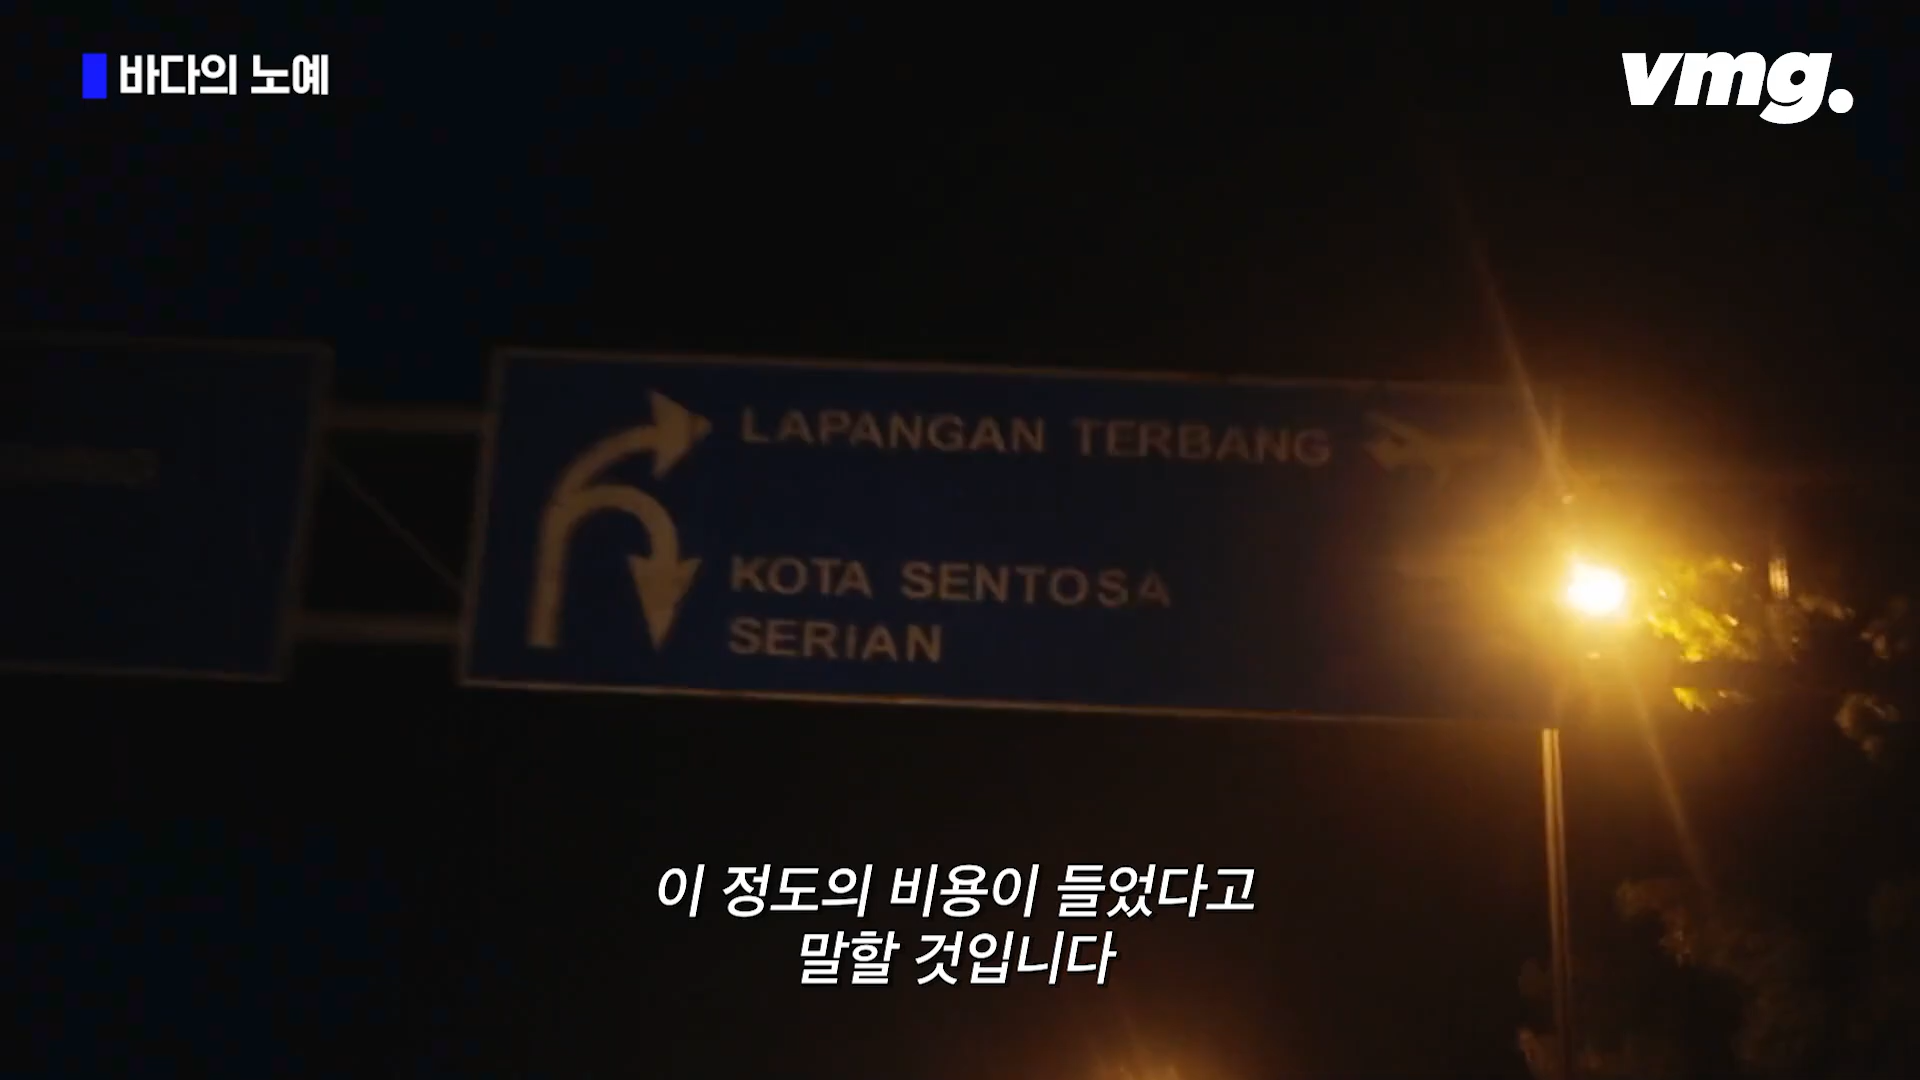 바다의 노예
vmg.
LAPANGAN TERBANG
KOTA SENTOSA
SERIAN
이 정도의 비용이 들었다고
말할 것입니다